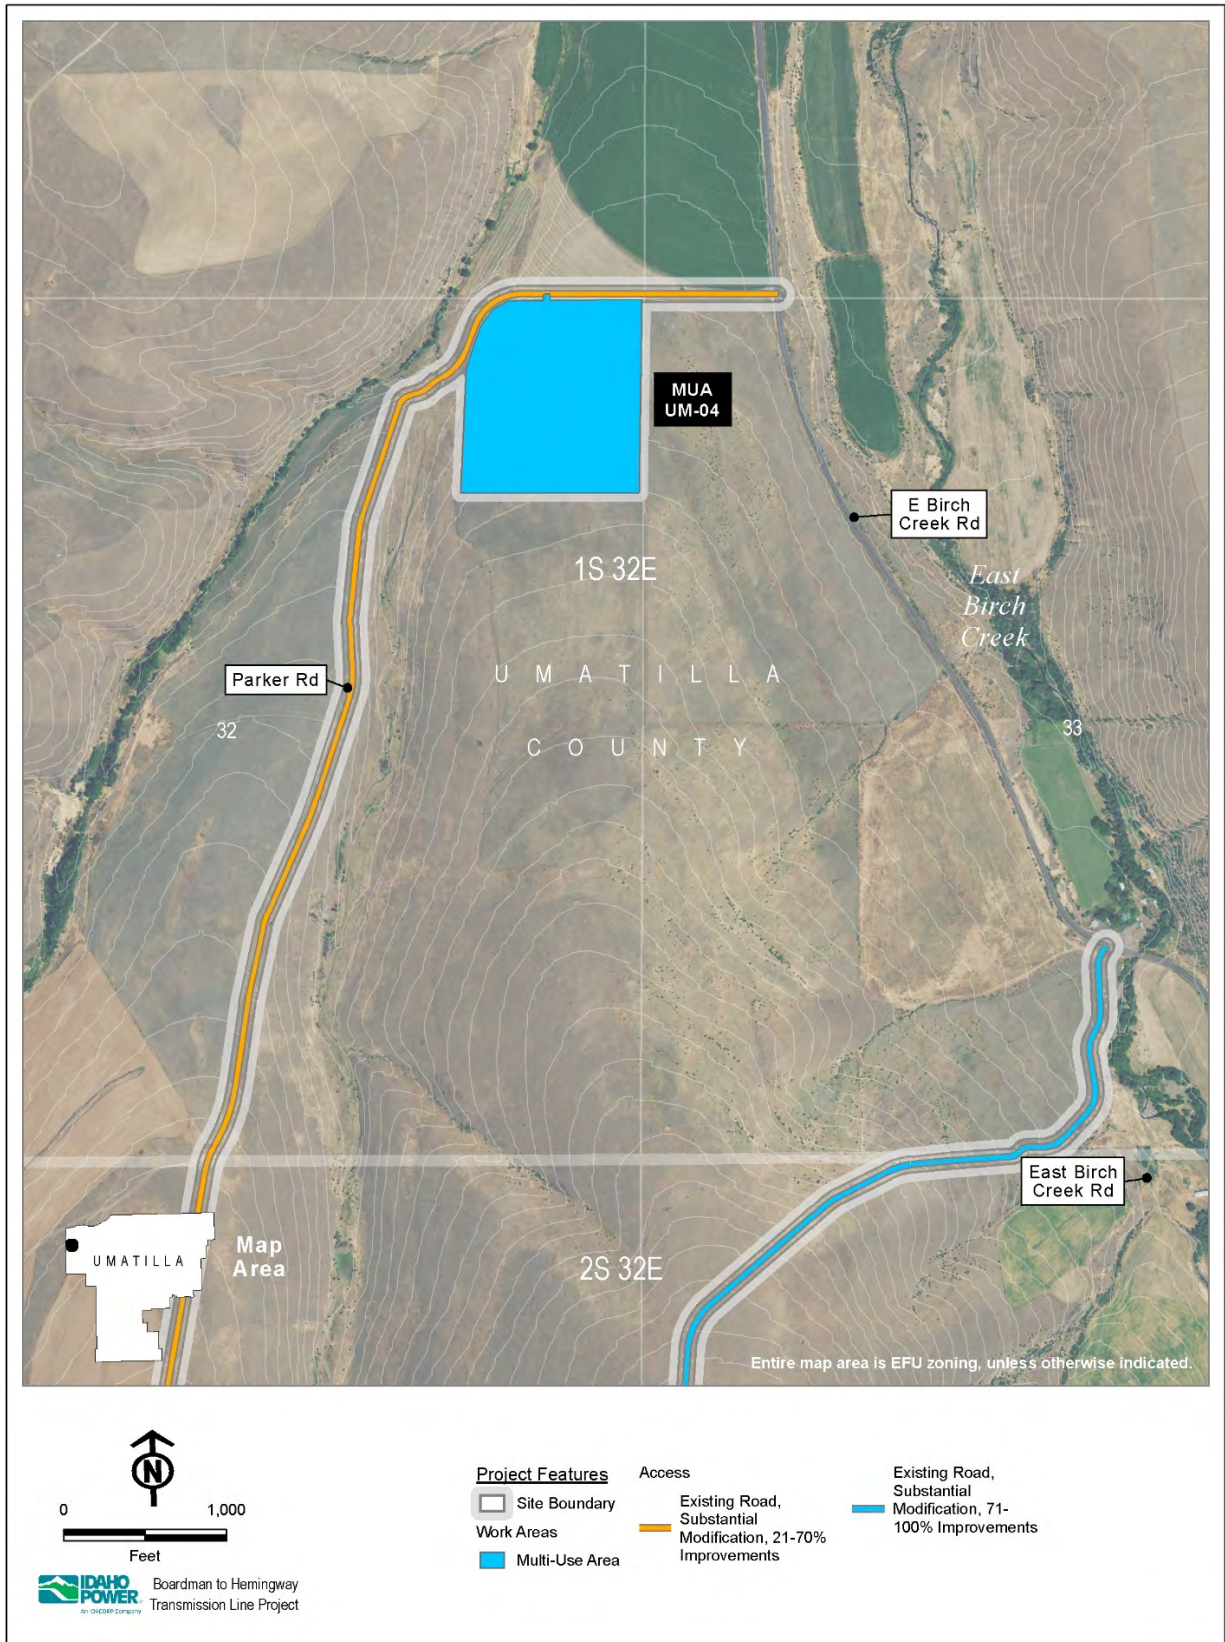 MUA
UM-04
E Birch
Creek Rd
1S 32E
East
Birch
Creek
Parker Rd
UMATILLA
32
33
COUNTY
East Birch
Creek Rd
UMATILLA
Map
Area
2S 32E
Entire map area is EFU zoning, unless otherwise indicated.
N
0 1,000
Feet
IDAHO
POWER
An IDACORP Company
Boardman to Hemingway
Transmission Line Project
Project Features
Site Boundary
Work Areas
Multi-Use Area
Access
Existing Road,
Substantial
Modification, 21-70%
Improvements
Existing Road,
Substantial
Modification, 71-
100% Improvements